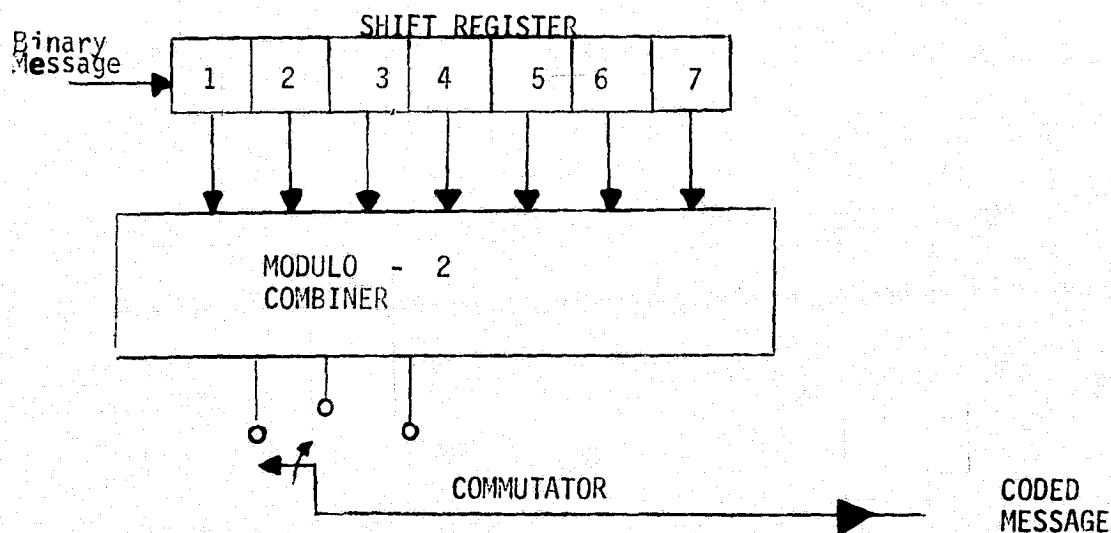 SHIFT REGISTER
Binary
Message
1 2 3 4 5 6 7
MODULO - 2
COMBINER
COMMUTATOR
CODED
MESSAGE